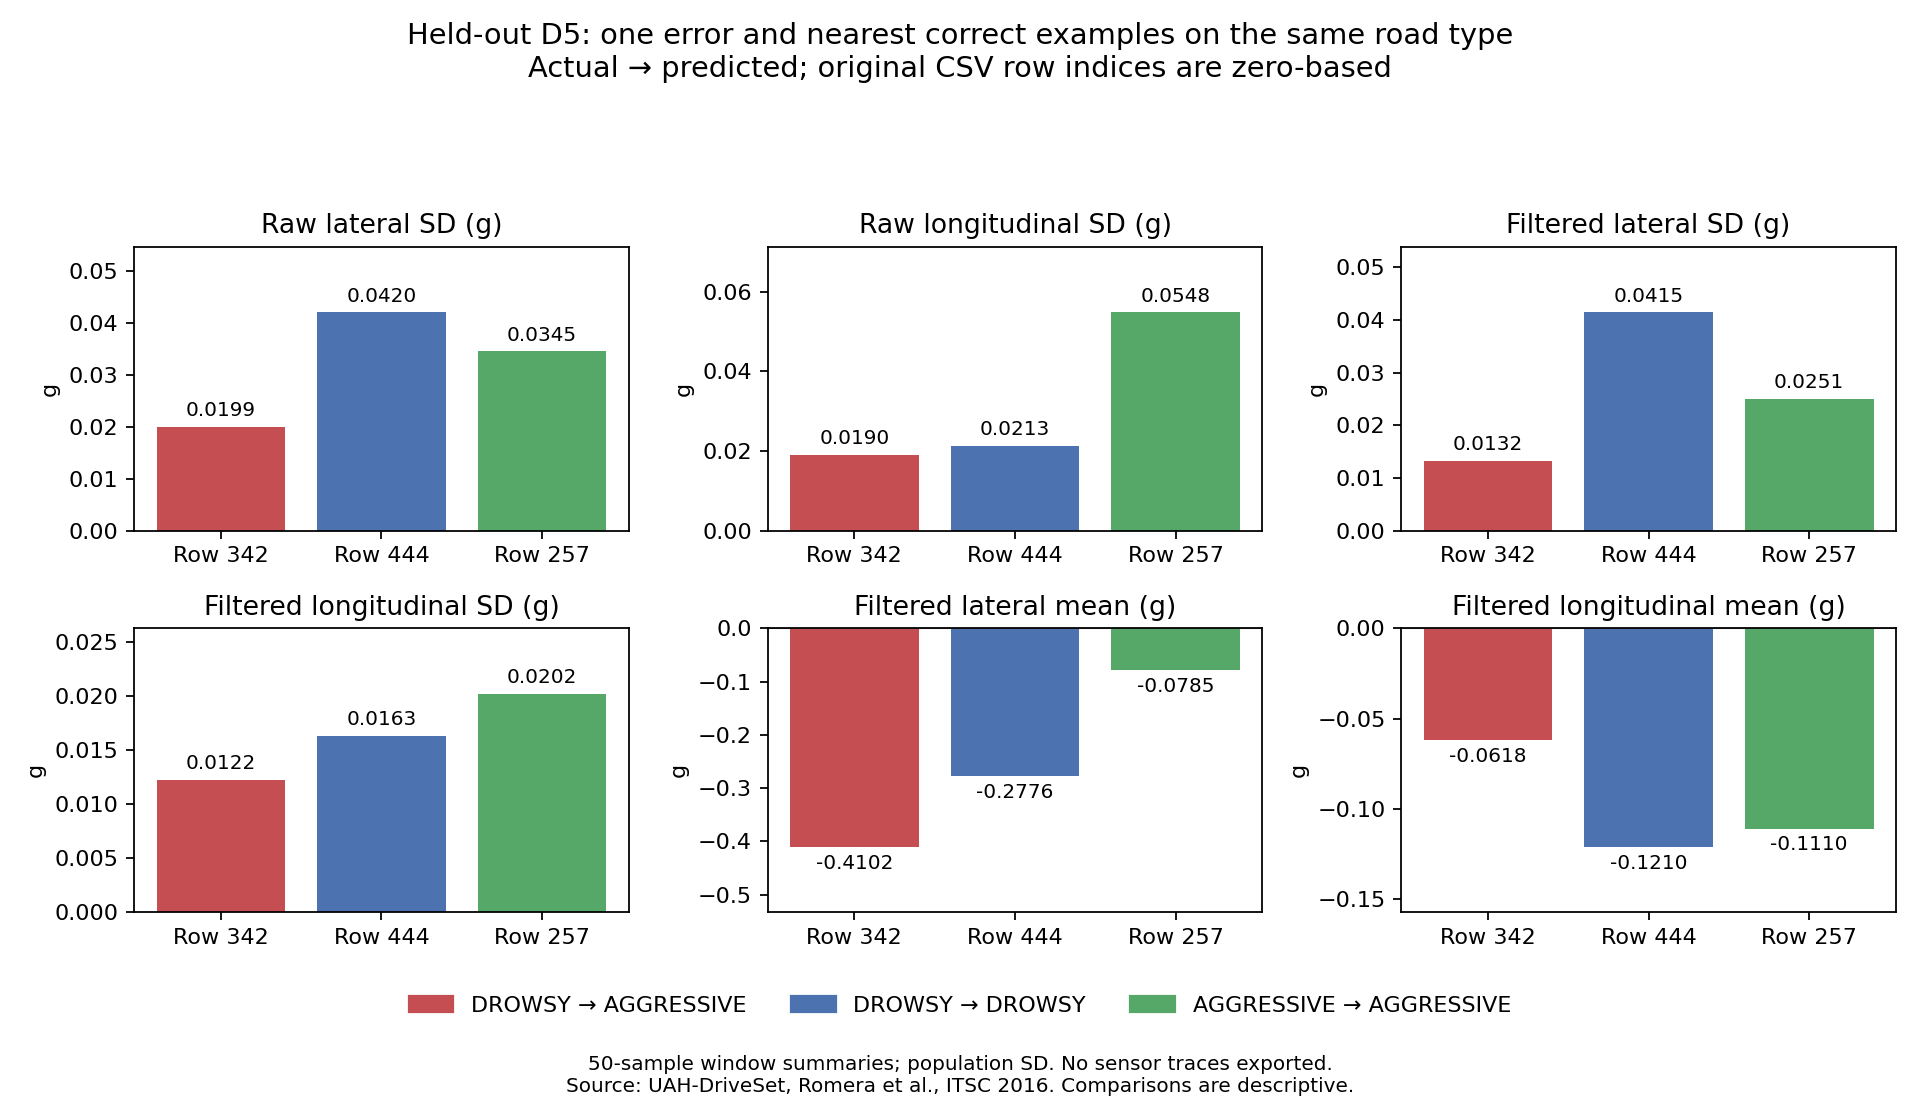 Held-out D5: one error and nearest correct examples on the same road type
Actual → predicted; original CSV row indices are zero-based
Raw lateral SD (g)
g
0.05
0.04
0.03
0.02
0.01
0.00
0.0199
0.0420
0.0345
Row 342
Row 444
Row 257
Raw longitudinal SD (g)
g
0.06
0.04
0.02
0.00
0.0190
0.0213
0.0548
Row 342
Row 444
Row 257
Filtered lateral SD (g)
g
0.05
0.04
0.03
0.02
0.01
0.00
0.0132
0.0415
0.0251
Row 342
Row 444
Row 257
Filtered longitudinal SD (g)
g
0.025
0.020
0.015
0.010
0.005
0.000
0.0122
0.0163
0.0202
Row 342
Row 444
Row 257
Filtered lateral mean (g)
g
0.0
−0.1
−0.2
−0.3
−0.4
−0.5
-0.4102
-0.2776
-0.0785
Row 342
Row 444
Row 257
Filtered longitudinal mean (g)
g
0.00
−0.05
−0.10
−0.15
-0.0618
-0.1210
-0.1110
Row 342
Row 444
Row 257
DROWSY → AGGRESSIVE
DROWSY → DROWSY
AGGRESSIVE → AGGRESSIVE
50-sample window summaries; population SD. No sensor traces exported.
Source: UAH-DriveSet, Romera et al., ITSC 2016. Comparisons are descriptive.